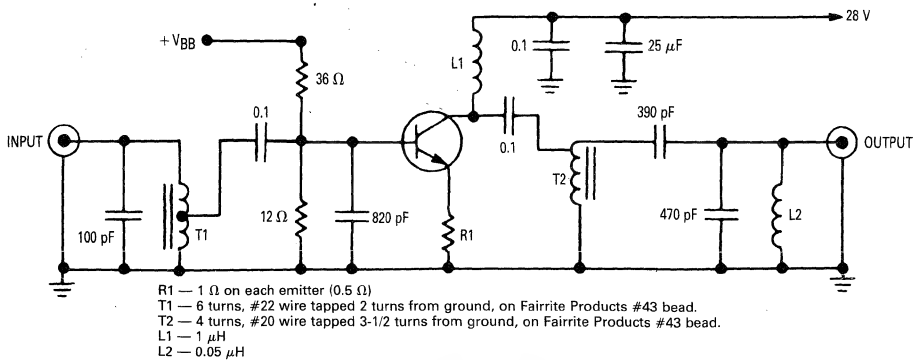 28 V
+VBB
0.1
25 µF
L1
36 Ω
0.1
390 pF
INPUT
OUTPUT
0.1
T2
12 Ω
820 pF
470 pF
L2
100 pF
T1
R1
R1 — 1 Ω on each emitter (0.5 Ω)
T1 — 6 turns, #22 wire tapped 2 turns from ground, on Fairrite Products #43 bead.
T2 — 4 turns, #20 wire tapped 3-1/2 turns from ground, on Fairrite Products #43 bead.
L1 — 1 µH
L2 — 0.05 µH